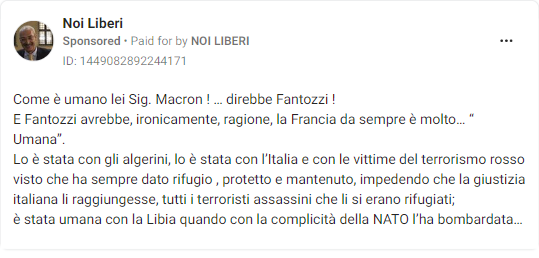 Noi Liberi
Sponsored • Paid for by NOI LIBERI
ID: 1449082892244171
Come è umano lei Sig. Macron ! ... direbbe Fantozzi !
E Fantozzi avrebbe, ironicamente, ragione, la Francia da sempre è molto... “
Umana”.
Lo è stata con gli algerini, lo è stata con l’Italia e con le vittime del terrorismo rosso
visto che ha sempre dato rifugio , protetto e mantenuto, impedendo che la giustizia
italiana li raggiungesse, tutti i terroristi assassini che li si erano rifugiati;
è stata umana con la Libia quando con la complicità della NATO l’ha bombardata...